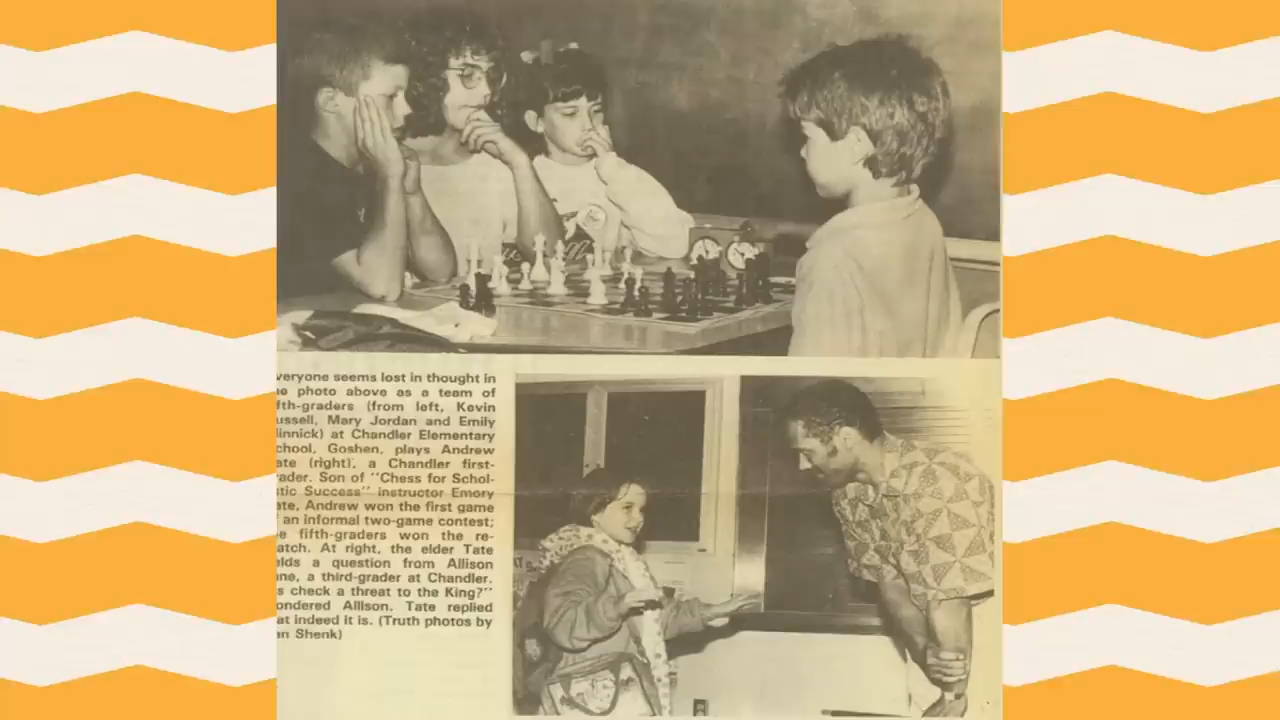 veryone seems lost in thought in
e photo above as a team of
fth-graders (from left, Kevin
ussell, Mary Jordan and Emily
innick) at Chandler Elementary
chool, Goshen, plays Andrew
ate (right), a Chandler first-
rader. Son of "Chess for Schol-
stic Success" instructor Emory
ate, Andrew won the first game
f an informal two-game contest;
e fifth-graders won the re-
atch. At right, the elder Tate
elds a question from Allison
ane, a third-grader at Chandler.
s check a threat to the King?"
ondered Allison. Tate replied
at indeed it is. (Truth photos by
an Shenk)